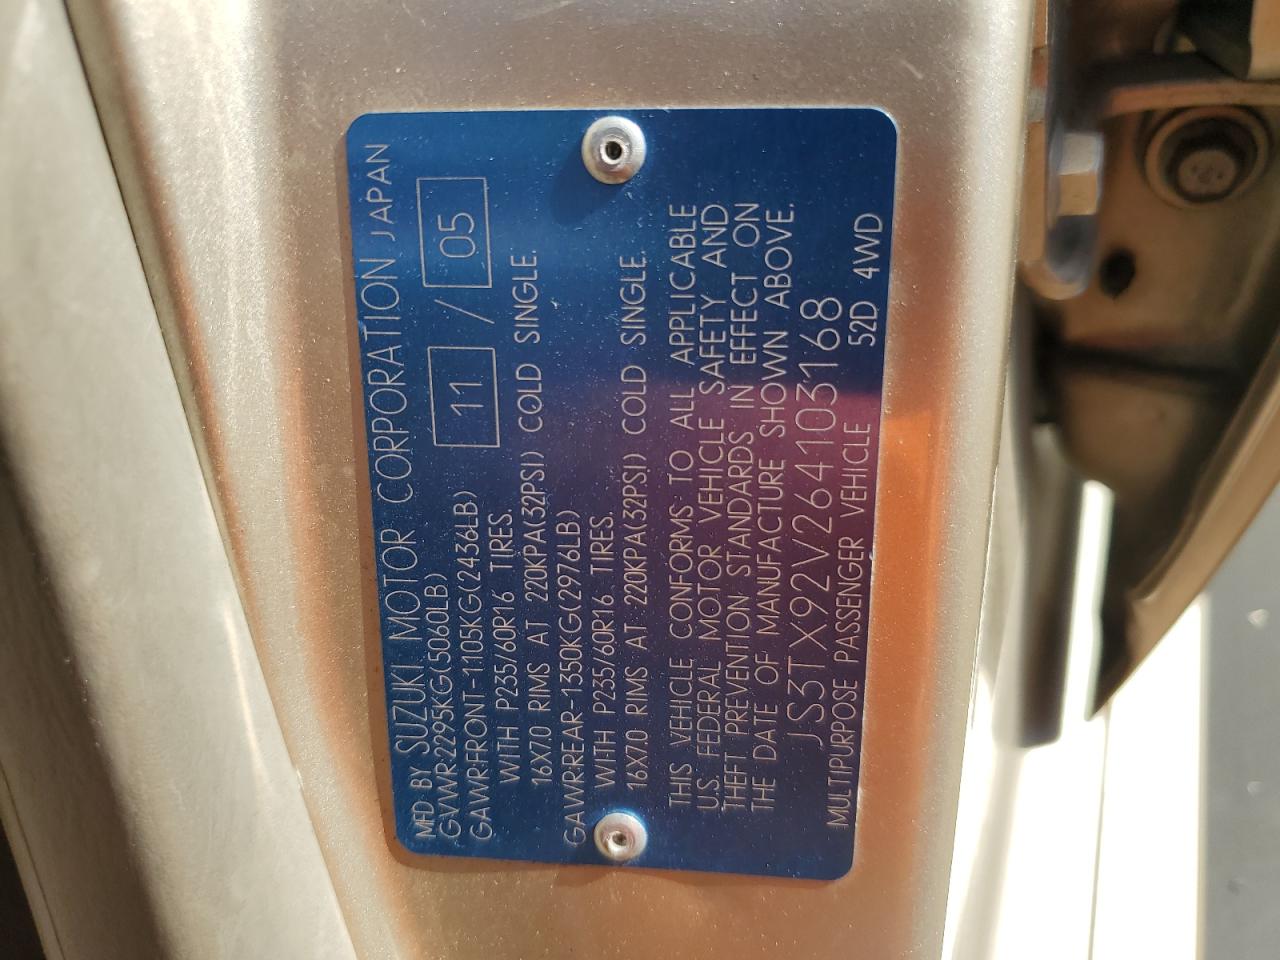 MFD BY SUZUKI MOTOR CORPORATION JAPAN
GVWR:2295KG(5060LB) 11 / 05
GAWR:FRONT-1105KG(2436LB)
WITH P235/60R16 TIRES.
16X7.0 RIMS AT 220KPA(32PSI) COLD SINGLE.
GAWR:REAR-1350KG(2976LB)
WITH P235/60R16 TIRES.
16X7.0 RIMS AT 220KPA(32PSI) COLD SINGLE.
THIS VEHICLE CONFORMS TO ALL APPLICABLE
U.S. FEDERAL MOTOR VEHICLE SAFETY AND
THEFT PREVENTION STANDARDS IN EFFECT ON
THE DATE OF MANUFACTURE SHOWN ABOVE.
JS3TX92V264103168
MULTIPURPOSE PASSENGER VEHICLE 52D 4WD